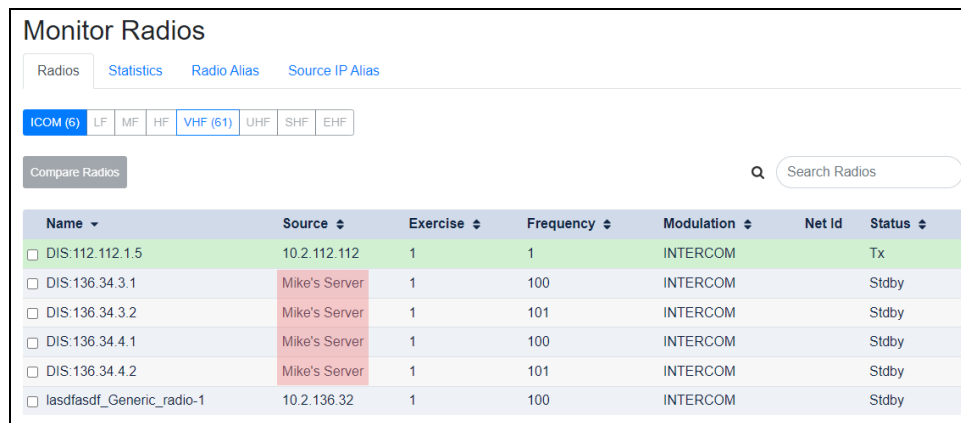 Monitor Radios
Radios Statistics Radio Alias Source IP Alias
ICOM (6) LF MF HF VHF (61) UHF SHF EHF
Compare Radios Search Radios
Name Source Exercise Frequency Modulation Net Id Status
DIS:112.112.1.5 10.2.112.112 1 1 INTERCOM Tx
DIS:136.34.3.1 Mike's Server 1 100 INTERCOM Stdby
DIS:136.34.3.2 Mike's Server 1 101 INTERCOM Stdby
DIS:136.34.4.1 Mike's Server 1 100 INTERCOM Stdby
DIS:136.34.4.2 Mike's Server 1 101 INTERCOM Stdby
lasdfasdf_Generic_radio-1 10.2.136.32 1 100 INTERCOM Stdby